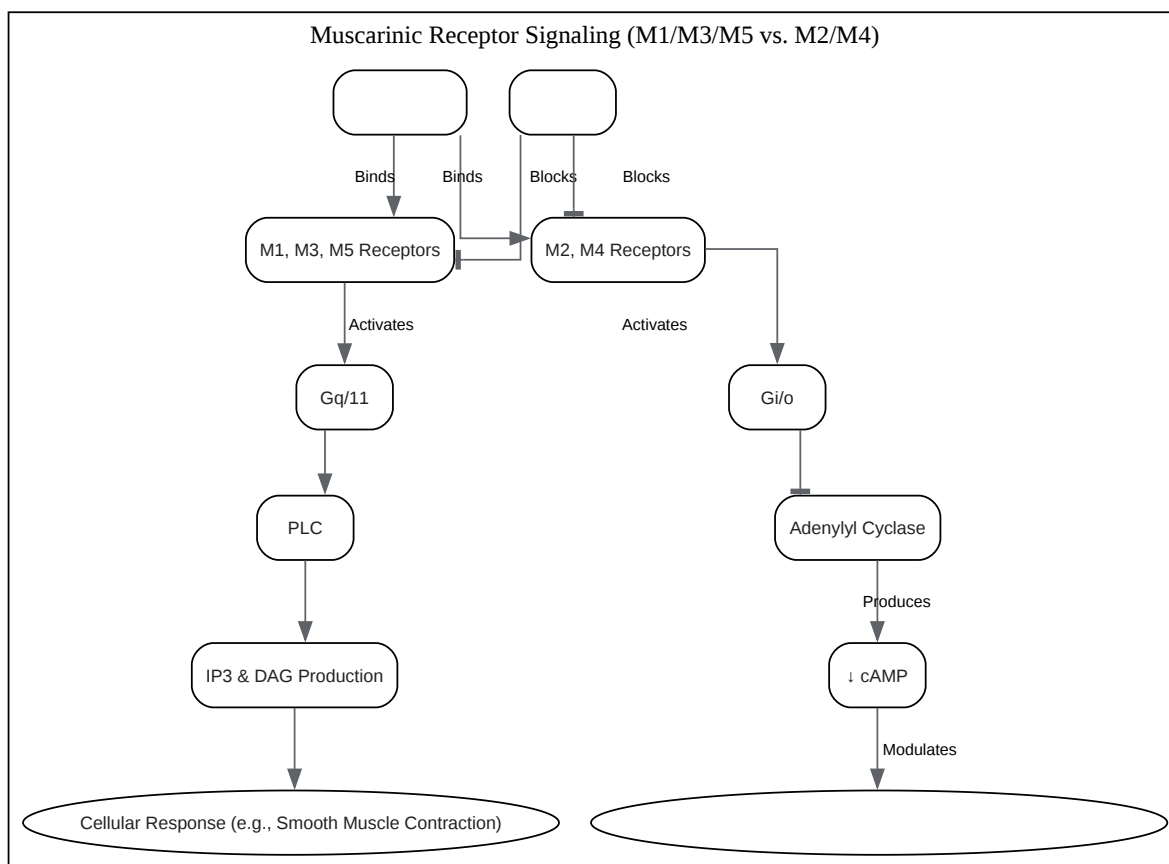 Muscarinic Receptor Signaling (M1/M3/M5 vs. M2/M4)
Binds
Binds
Blocks
Blocks
M1, M3, M5 Receptors
M2, M4 Receptors
Activates
Activates
Gq/11
Gi/o
PLC
Adenylyl Cyclase
Produces
IP3 & DAG Production
↓ cAMP
Modulates
Cellular Response (e.g., Smooth Muscle Contraction)